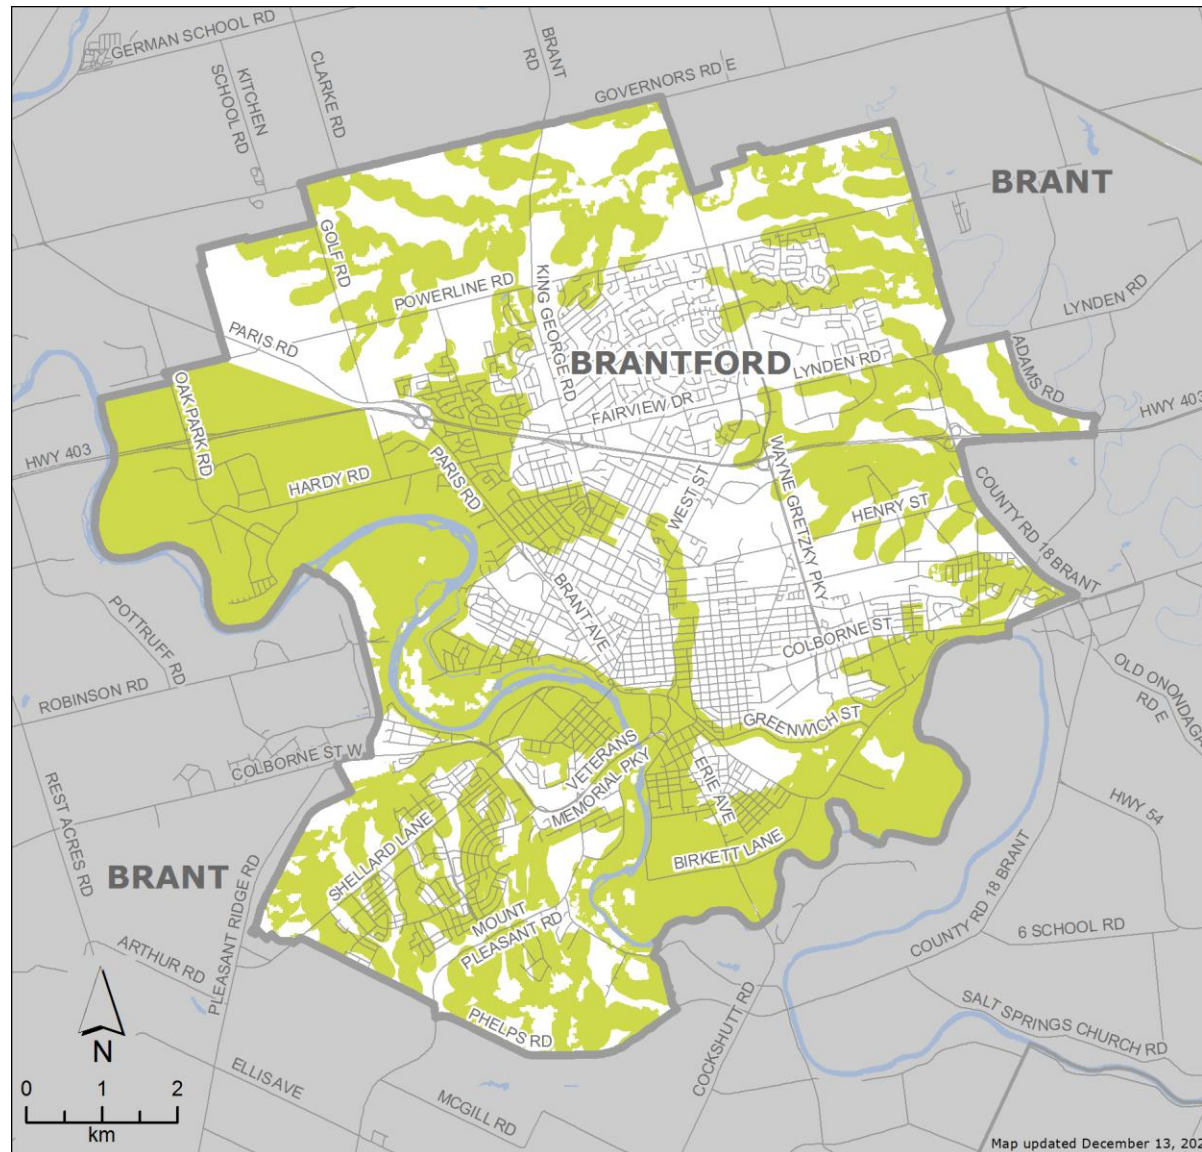 GERMAN SCHOOL RD
KITCHEN
SCHOOL RD
CLARKE RD
BRANT
RD
GOVERNORS RD E
BRANT
GOLF RD
POWERLINE RD
KING GEORGE RD
PARIS RD
BRANTFORD
LYNDEN RD
LYNDEN RD
ADAMS RD
OAK PARK RD
FAIRVIEW DR
HWY 403
HWY 403
HARDY RD
PARIS RD
WEST ST
WAYNE GRETZKY PKY
HENRY ST
COUNTY RD 18 BRANT
POTTRUFF RD
BRANT AVE
COLBORNE ST
ROBINSON RD
OLD ONONDAGA
RD E
COLBORNE ST W
GREENWICH ST
VETERANS
MEMORIAL PKY
ERIE AVE
REST ACRES RD
HWY 54
SHELLARD LANE
BIRKETT LANE
BRANT
PLEASANT RIDGE RD
MOUNT
PLEASANT RD
COUNTY RD 18 BRANT
6 SCHOOL RD
ARTHUR RD
PHELPS RD
COCKSHUTT RD
SALT SPRINGS CHURCH RD
N
ELLIS AVE
MCGILL RD
0 1 2
km
Map updated December 13, 202